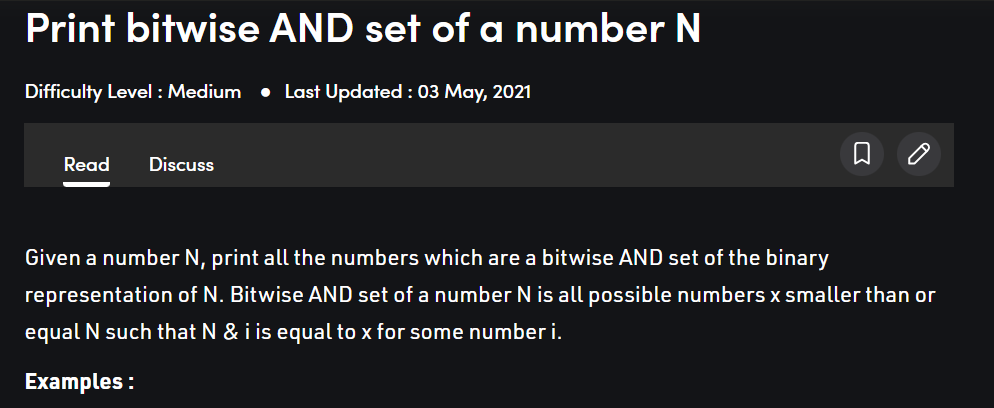 Print bitwise AND set of a number N
Difficulty Level : Medium ● Last Updated : 03 May, 2021
Read Discuss
Given a number N, print all the numbers which are a bitwise AND set of the binary
representation of N. Bitwise AND set of a number N is all possible numbers x smaller than or
equal N such that N & i is equal to x for some number i.
Examples :